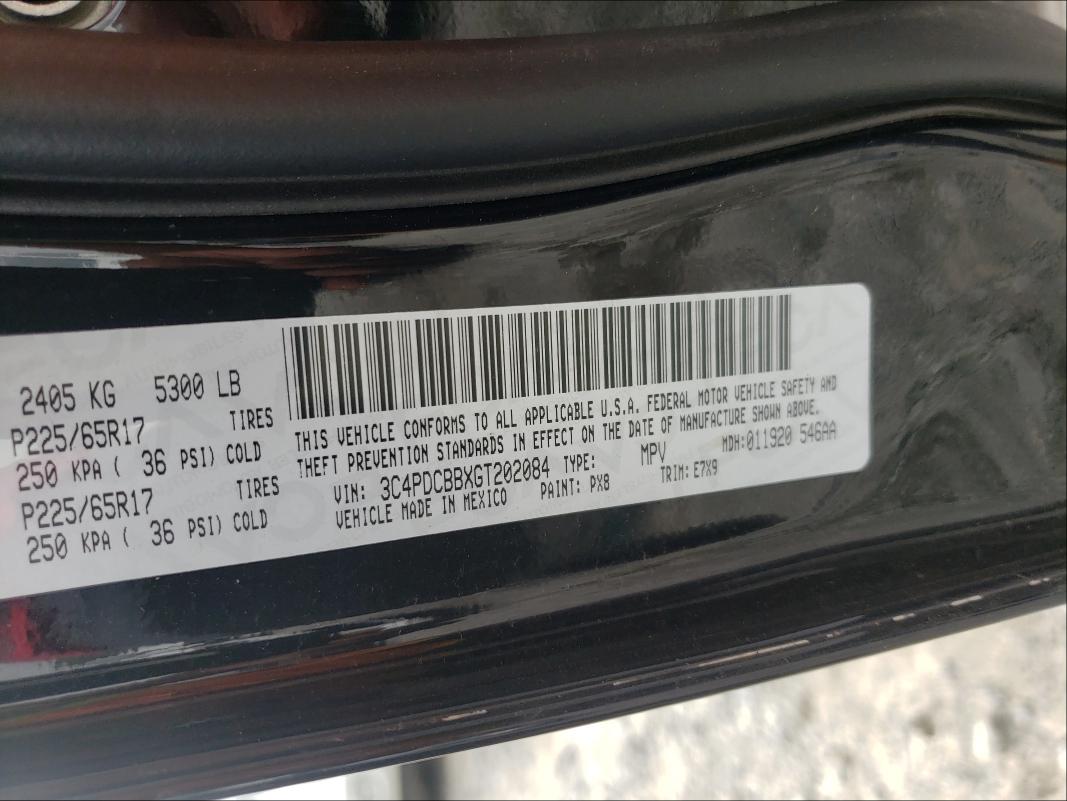 2405 KG 5300 LB
P225/65R17 TIRES
250 KPA ( 36 PSI) COLD
P225/65R17 TIRES
250 KPA ( 36 PSI) COLD
THIS VEHICLE CONFORMS TO ALL APPLICABLE U.S.A. FEDERAL MOTOR VEHICLE SAFETY AND
THEFT PREVENTION STANDARDS IN EFFECT ON THE DATE OF MANUFACTURE SHOWN ABOVE.
VIN: 3C4PDCBBXGT202084 TYPE: MPV MDH:011920 546AA
VEHICLE MADE IN MEXICO PAINT: PX8 TRIM: E7X9